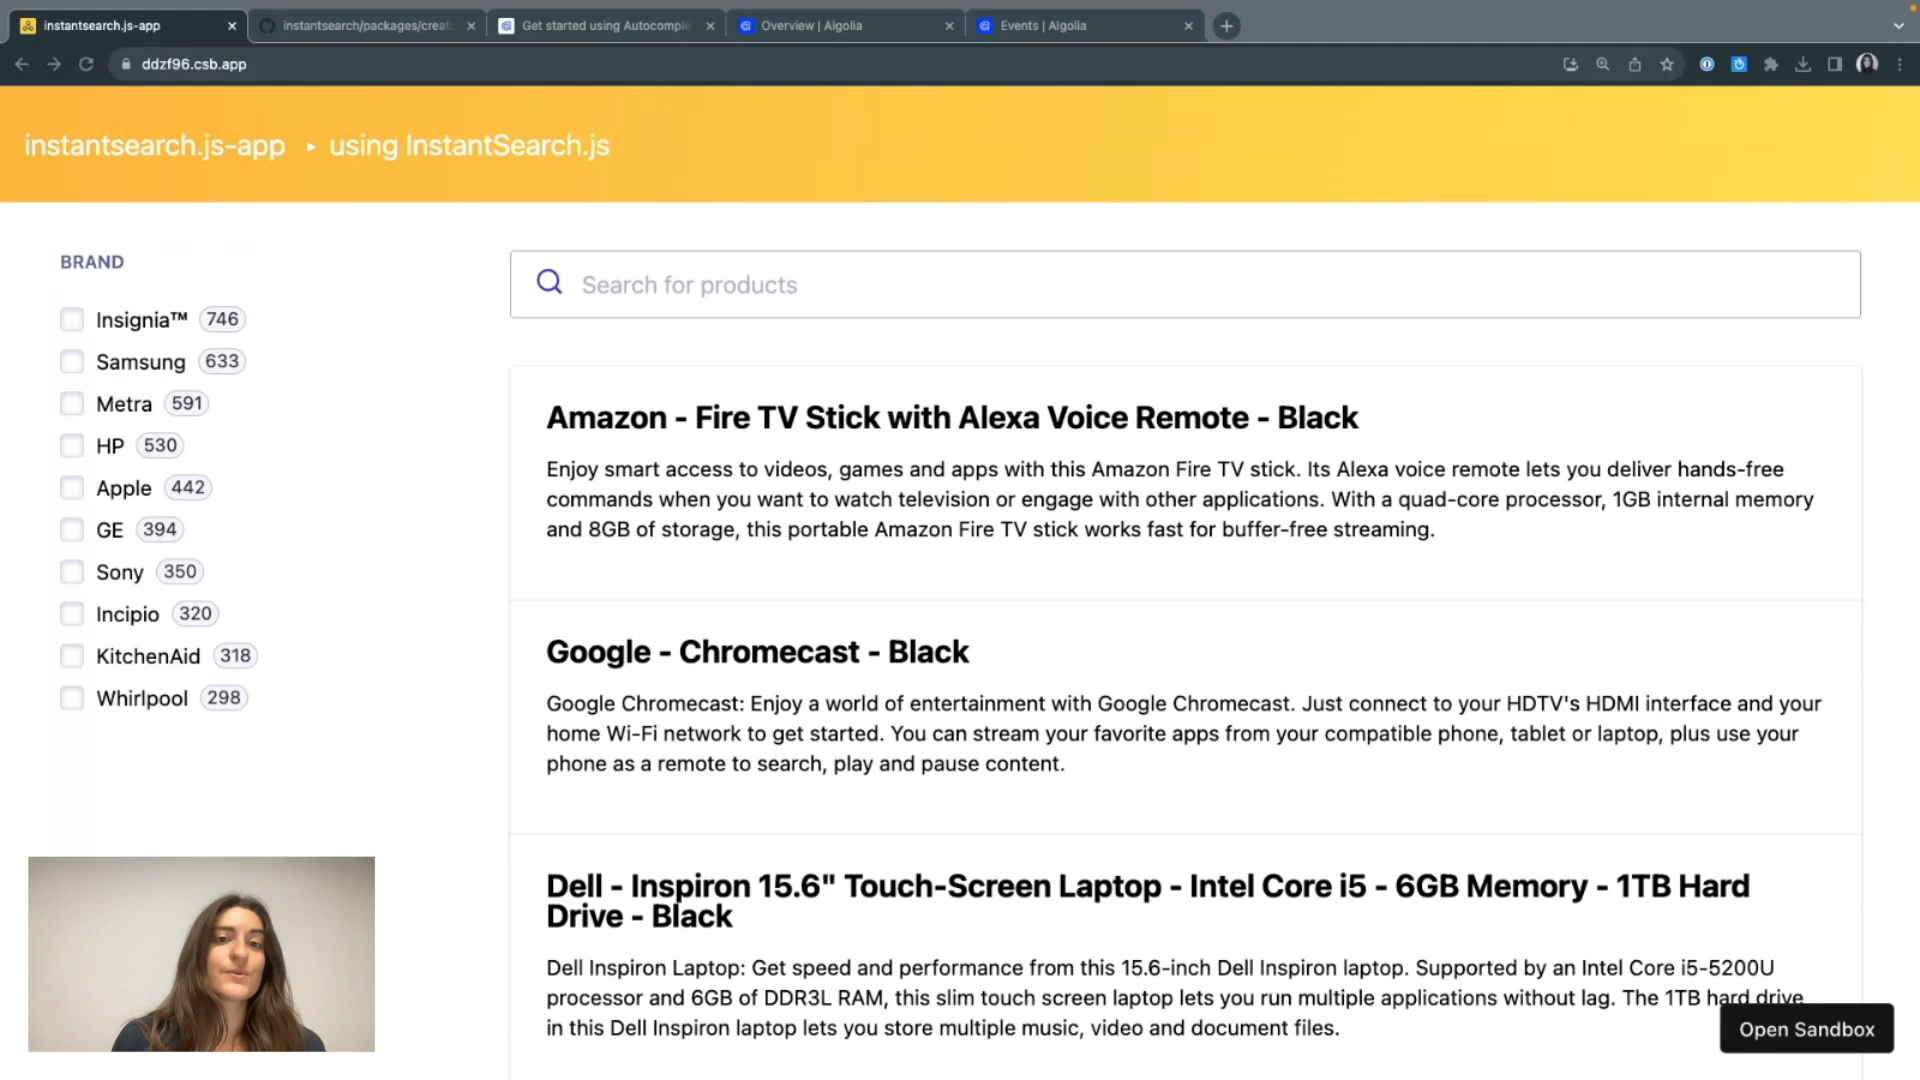 instantsearch.js-app
instantsearch/packages/create
Get started using Autocomple
Overview | Algolia
Events | Algolia
ddzf96.csb.app
instantsearch.js-app ▸ using InstantSearch.js
BRAND
Insignia™ 746
Samsung 633
Metra 591
HP 530
Apple 442
GE 394
Sony 350
Incipio 320
KitchenAid 318
Whirlpool 298
Search for products
Amazon - Fire TV Stick with Alexa Voice Remote - Black
Enjoy smart access to videos, games and apps with this Amazon Fire TV stick. Its Alexa voice remote lets you deliver hands-free
commands when you want to watch television or engage with other applications. With a quad-core processor, 1GB internal memory
and 8GB of storage, this portable Amazon Fire TV stick works fast for buffer-free streaming.
Google - Chromecast - Black
Google Chromecast: Enjoy a world of entertainment with Google Chromecast. Just connect to your HDTV's HDMI interface and your
home Wi-Fi network to get started. You can stream your favorite apps from your compatible phone, tablet or laptop, plus use your
phone as a remote to search, play and pause content.
Dell - Inspiron 15.6" Touch-Screen Laptop - Intel Core i5 - 6GB Memory - 1TB Hard
Drive - Black
Dell Inspiron Laptop: Get speed and performance from this 15.6-inch Dell Inspiron laptop. Supported by an Intel Core i5-5200U
processor and 6GB of DDR3L RAM, this slim touch screen laptop lets you run multiple applications without lag. The 1TB hard drive
in this Dell Inspiron laptop lets you store multiple music, video and document files.
Open Sandbox